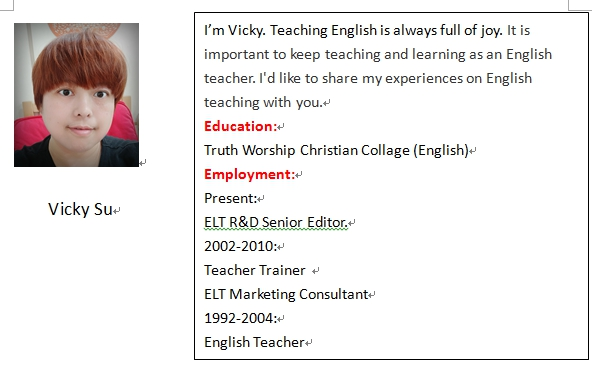 I'm Vicky. Teaching English is always full of joy. It is
important to keep teaching and learning as an English
teacher. I'd like to share my experiences on English
teaching with you.
Education:
Truth Worship Christian Collage (English)
Employment:
Present:
ELT R&D Senior Editor.
2002-2010:
Teacher Trainer
ELT Marketing Consultant
1992-2004:
English Teacher
Vicky Su